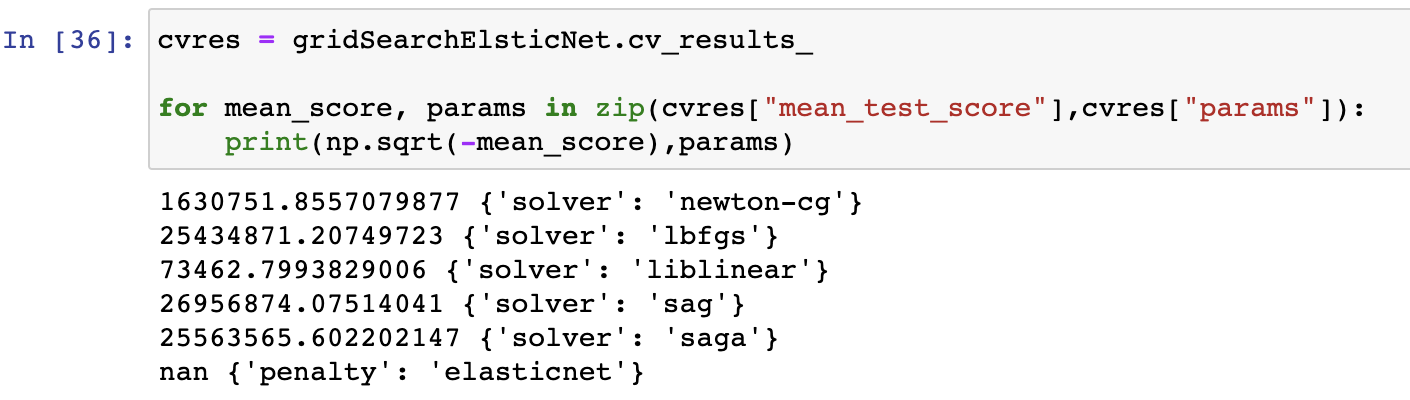 In [36]: cvres = gridSearchElsticNet.cv_results_
for mean_score, params in zip(cvres["mean_test_score"],cvres["params"]):
    print(np.sqrt(-mean_score),params)
1630751.8557079877 {'solver': 'newton-cg'}
25434871.20749723 {'solver': 'lbfgs'}
73462.7993829006 {'solver': 'liblinear'}
26956874.07514041 {'solver': 'sag'}
25563565.602202147 {'solver': 'saga'}
nan {'penalty': 'elasticnet'}